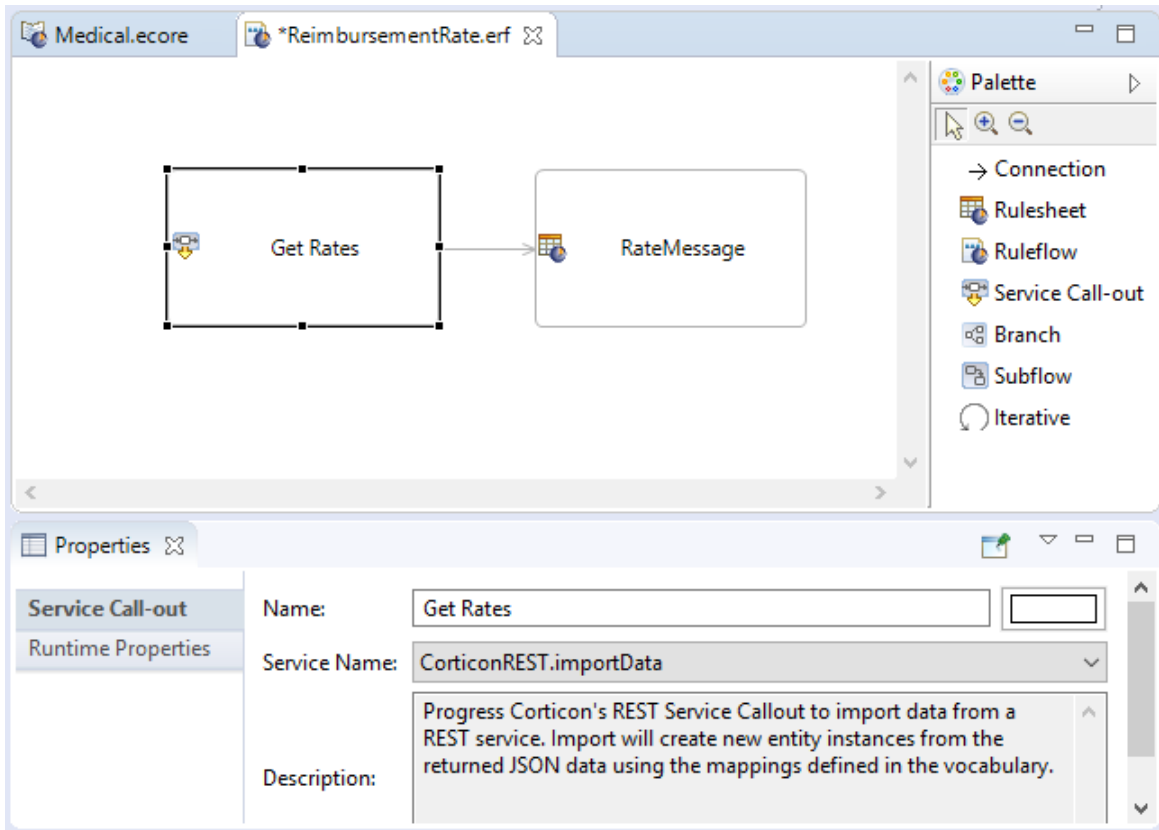 Medical.ecore
*ReimbursementRate.erf
Palette
Connection
Rulesheet
Ruleflow
Service Call-out
Branch
Subflow
Iterative
Get Rates
RateMessage
Properties
Service Call-out
Runtime Properties
Name:
Get Rates
Service Name:
CorticonREST.importData
Description:
Progress Corticon's REST Service Callout to import data from a
REST service. Import will create new entity instances from the
returned JSON data using the mappings defined in the vocabulary.